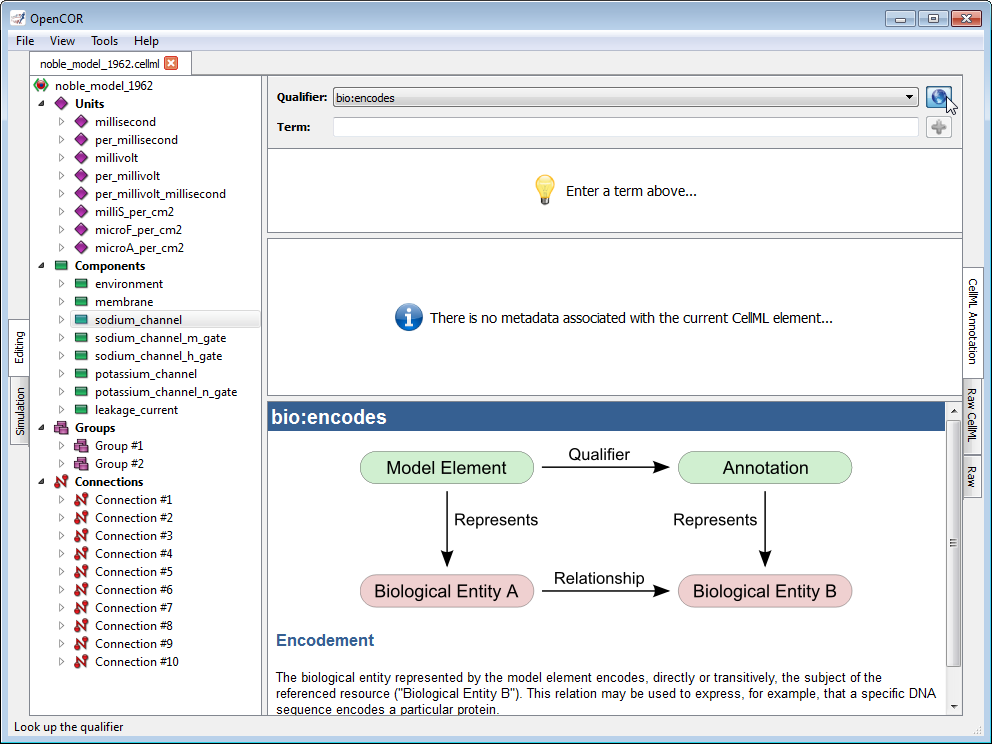 OpenCOR
File View Tools Help
noble_model_1962.cellml
noble_model_1962
Units
millisecond
per_millisecond
millivolt
per_millivolt
per_millivolt_millisecond
milliS_per_cm2
microF_per_cm2
microA_per_cm2
Components
environment
membrane
sodium_channel
sodium_channel_m_gate
sodium_channel_h_gate
potassium_channel
potassium_channel_n_gate
leakage_current
Groups
Group #1
Group #2
Connections
Connection #1
Connection #2
Connection #3
Connection #4
Connection #5
Connection #6
Connection #7
Connection #8
Connection #9
Connection #10
Editing
Simulation
Qualifier: bio:encodes
Term:
Enter a term above...
There is no metadata associated with the current CellML element...
bio:encodes
Model Element
Qualifier
Annotation
Represents
Represents
Biological Entity A
Relationship
Biological Entity B
Encodement
The biological entity represented by the model element encodes, directly or transitively, the subject of the
referenced resource ("Biological Entity B"). This relation may be used to express, for example, that a specific DNA
sequence encodes a particular protein.
CellML Annotation
Raw CellML
Raw
Look up the qualifier